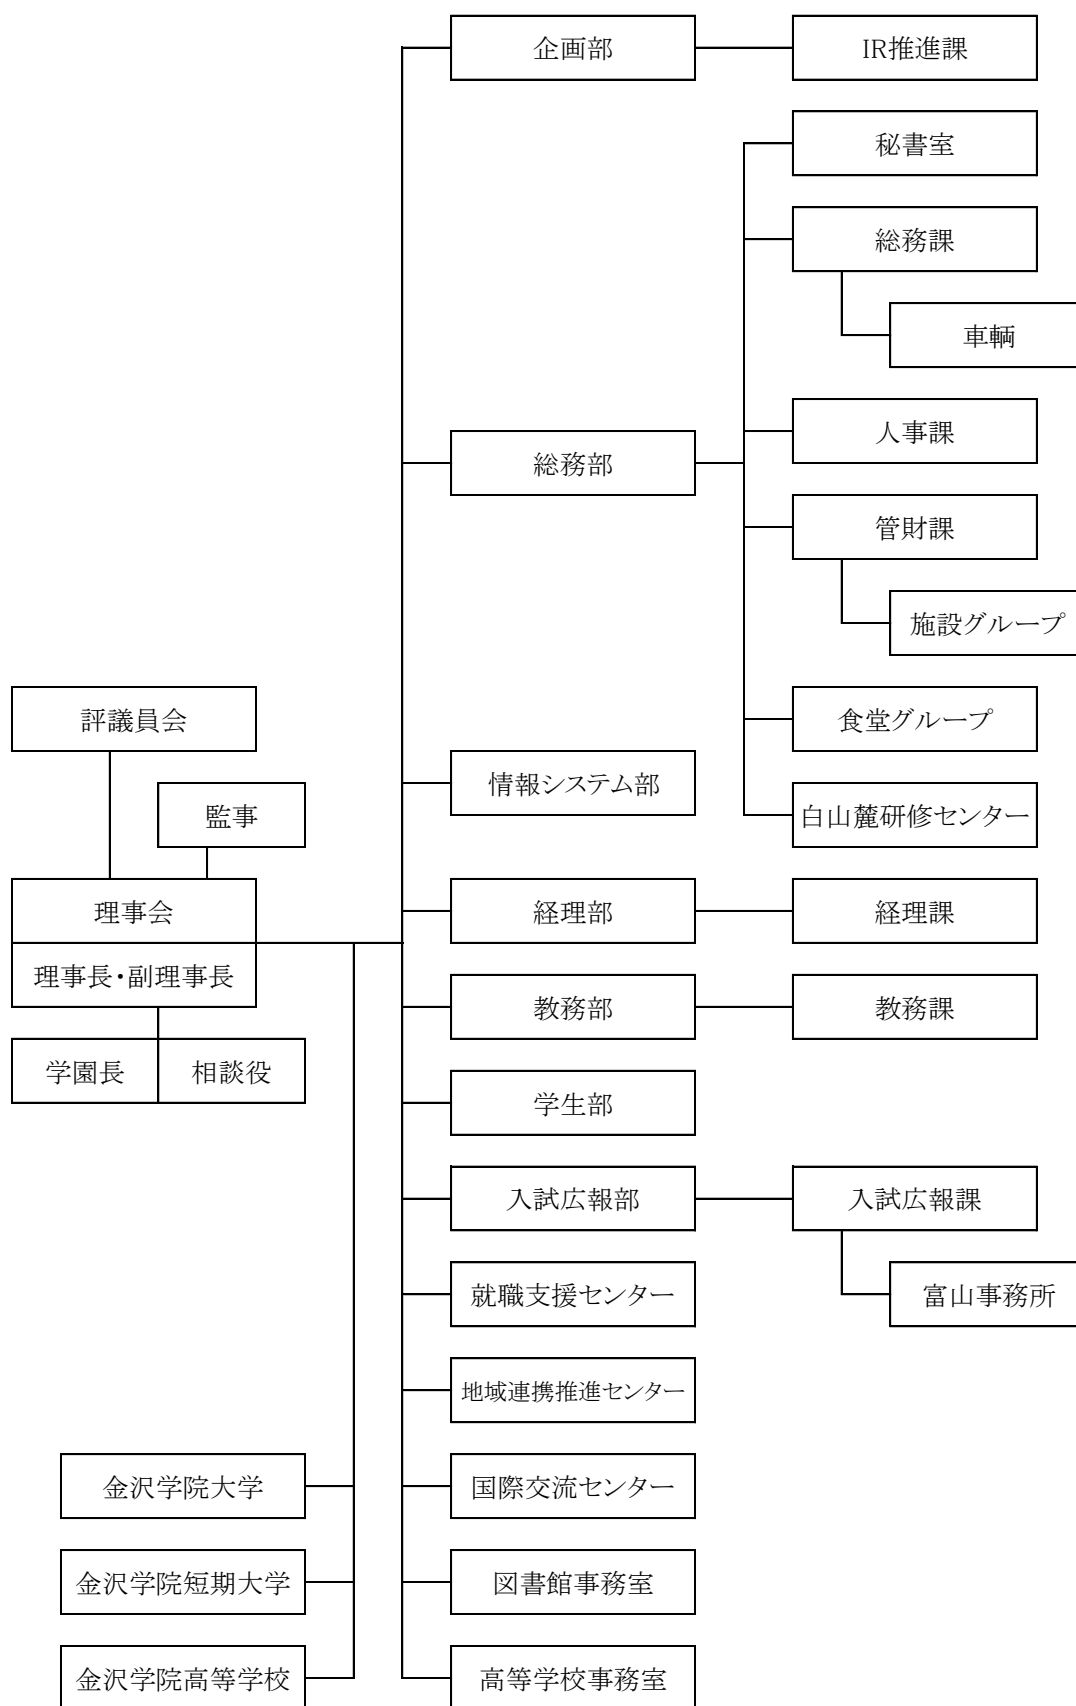 企画部
IR推進課
秘書室
総務課
車輌
人事課
総務部
管財課
施設グループ
評議員会
食堂グループ
情報システム部
監事
白山麓研修センター
理事会
経理部
経理課
理事長・副理事長
教務部
教務課
学園長
相談役
学生部
入試広報部
入試広報課
就職支援センター
富山事務所
地域連携推進センター
金沢学院大学
国際交流センター
金沢学院短期大学
図書館事務室
金沢学院高等学校
高等学校事務室